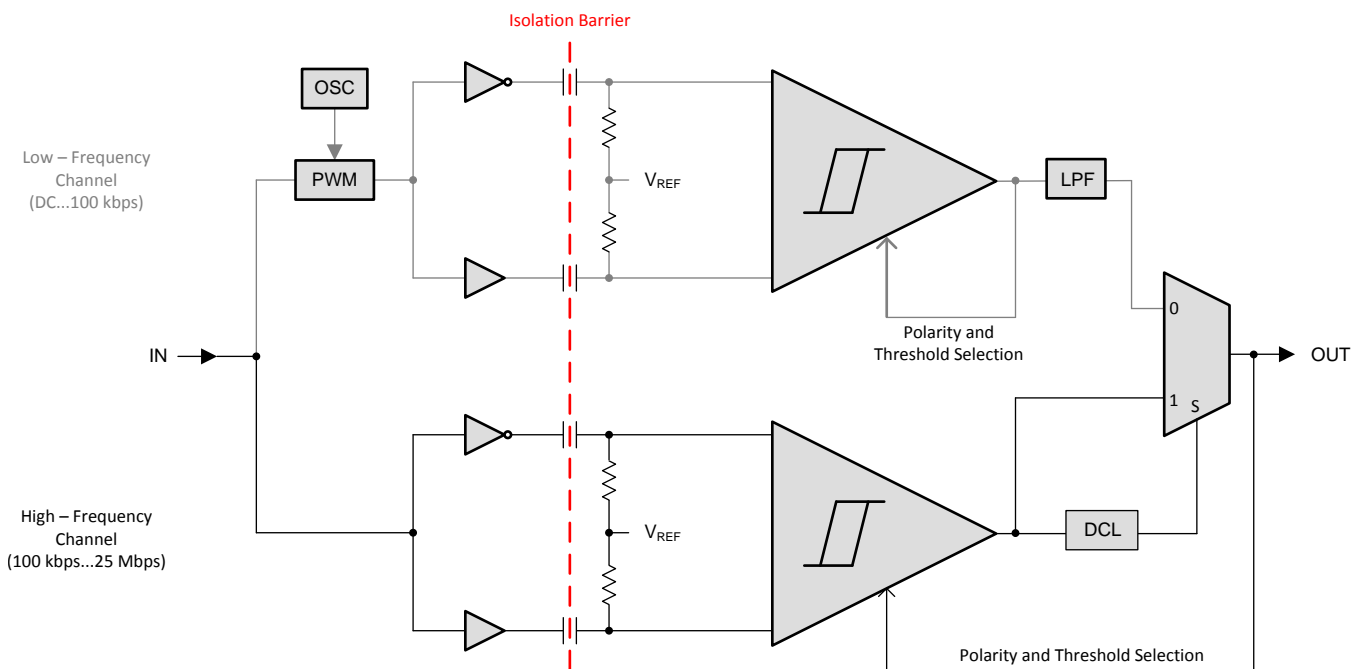 Isolation Barrier
OSC
Low – Frequency
Channel
(DC...100 kbps)
PWM
VREF
LPF
0
Polarity and
Threshold Selection
IN
OUT
1
S
High – Frequency
Channel
(100 kbps...25 Mbps)
VREF
DCL
Polarity and Threshold Selection